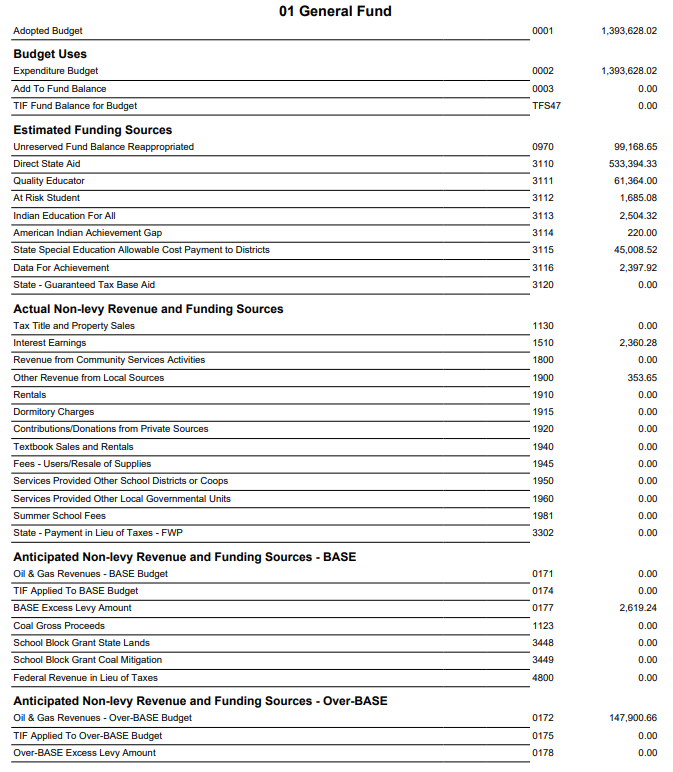 01 General Fund
Adopted Budget 0001 1,393,628.02
Budget Uses
Expenditure Budget 0002 1,393,628.02
Add To Fund Balance 0003 0.00
TIF Fund Balance for Budget TFS47 0.00
Estimated Funding Sources
Unreserved Fund Balance Reappropriated 0970 99,168.65
Direct State Aid 3110 533,394.33
Quality Educator 3111 61,364.00
At Risk Student 3112 1,685.08
Indian Education For All 3113 2,504.32
American Indian Achievement Gap 3114 220.00
State Special Education Allowable Cost Payment to Districts 3115 45,008.52
Data For Achievement 3116 2,397.92
State - Guaranteed Tax Base Aid 3120 0.00
Actual Non-levy Revenue and Funding Sources
Tax Title and Property Sales 1130 0.00
Interest Earnings 1510 2,360.28
Revenue from Community Services Activities 1800 0.00
Other Revenue from Local Sources 1900 353.65
Rentals 1910 0.00
Dormitory Charges 1915 0.00
Contributions/Donations from Private Sources 1920 0.00
Textbook Sales and Rentals 1940 0.00
Fees - Users/Resale of Supplies 1945 0.00
Services Provided Other School Districts or Coops 1950 0.00
Services Provided Other Local Governmental Units 1960 0.00
Summer School Fees 1981 0.00
State - Payment in Lieu of Taxes - FWP 3302 0.00
Anticipated Non-levy Revenue and Funding Sources - BASE
Oil & Gas Revenues - BASE Budget 0171 0.00
TIF Applied To BASE Budget 0174 0.00
BASE Excess Levy Amount 0177 2,619.24
Coal Gross Proceeds 1123 0.00
School Block Grant State Lands 3448 0.00
School Block Grant Coal Mitigation 3449 0.00
Federal Revenue in Lieu of Taxes 4800 0.00
Anticipated Non-levy Revenue and Funding Sources - Over-BASE
Oil & Gas Revenues - Over-BASE Budget 0172 147,900.66
TIF Applied To Over-BASE Budget 0175 0.00
Over-BASE Excess Levy Amount 0178 0.00